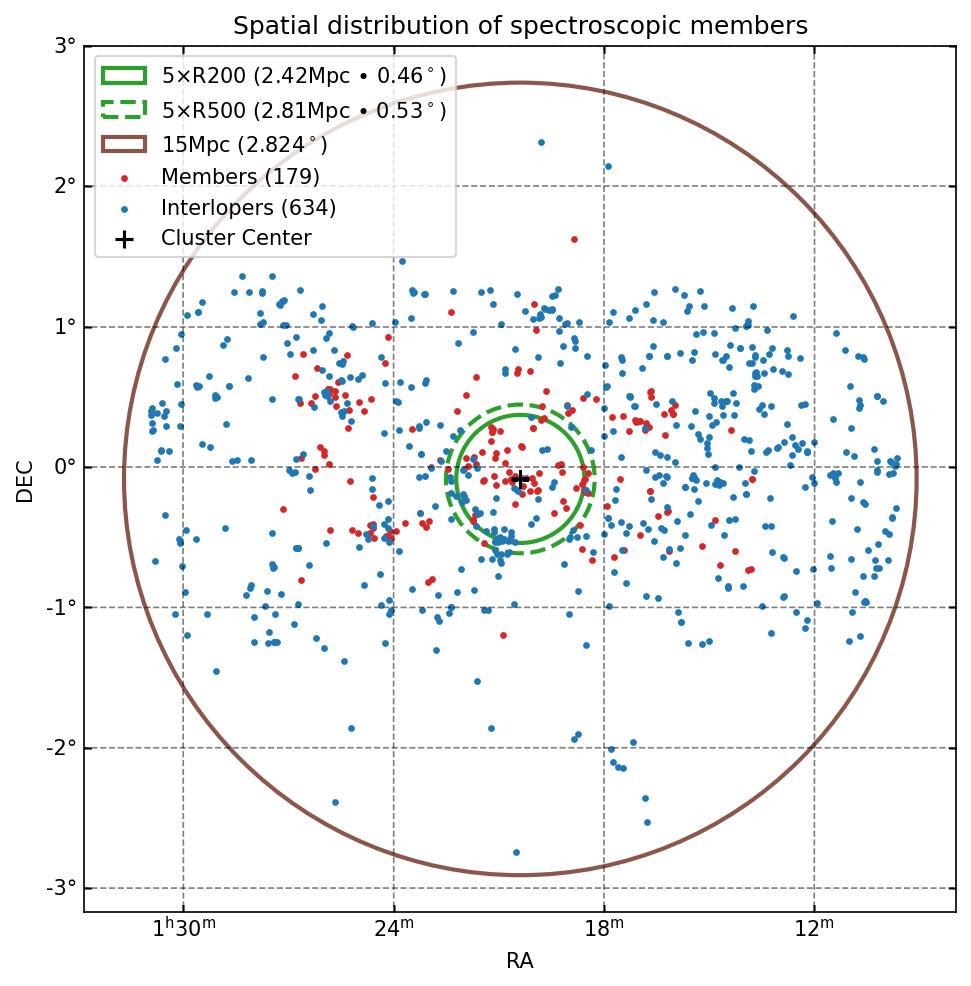 Spatial distribution of spectroscopic members
3°
5×R200 (2.42Mpc • 0.46°)
5×R500 (2.81Mpc • 0.53°)
15Mpc (2.824°)
Members (179)
Interlopers (634)
Cluster Center
2°
1°
0°
-1°
-2°
-3°
DEC
1h30m 24m 18m 12m
RA